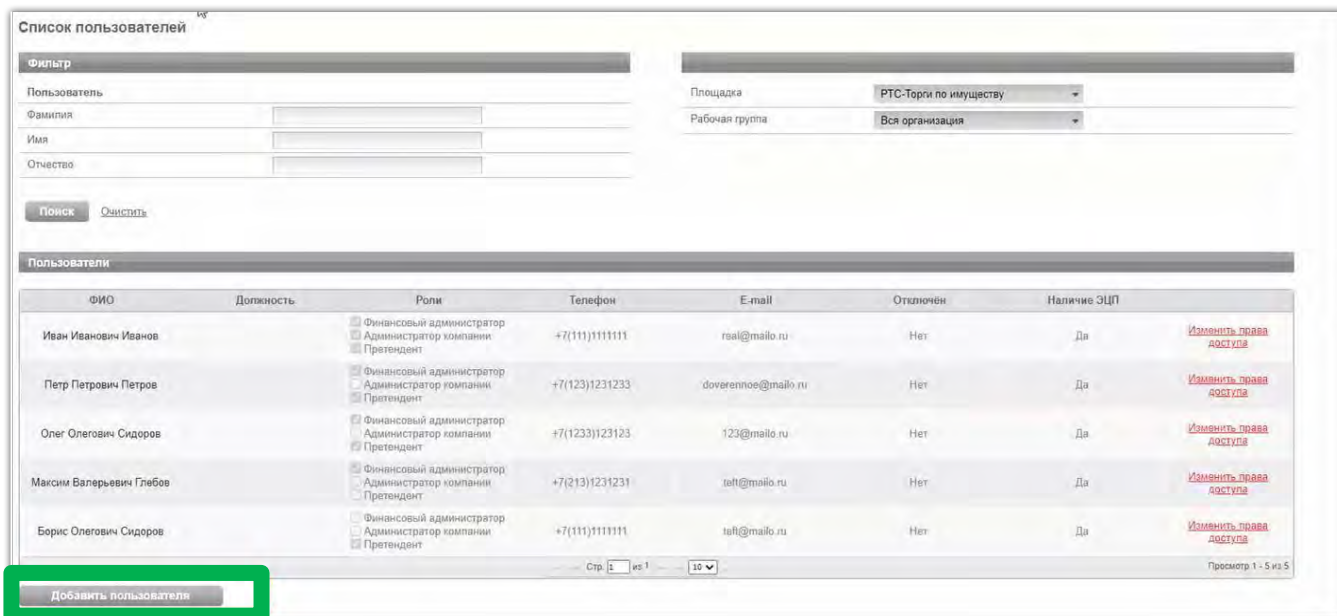 Список пользователей
Фильтр
Пользователь
Площадка РТС-Торги по имуществу
Фамилия
Рабочая группа Вся организация
Имя
Отчество
Поиск Очистить
Пользователи
ФИО Должность Роли Телефон E-mail Отключен Наличие ЭЦП
Финансовый администратор
Иван Иванович Иванов Администратор компании +7(111)1111111 rsal@mailo.ru Нет Да Изменить права доступа
Претендент
Финансовый администратор
Петр Петрович Петров Администратор компании +7(123)1231233 doverennoe@mailo.ru Нет Да Изменить права доступа
Претендент
Финансовый администратор
Олег Олегович Сидоров Администратор компании +7(1233)123123 123@mailo.ru Нет Да Изменить права доступа
Претендент
Финансовый администратор
Максим Валерьевич Глебов Администратор компании +7(213)1231231 Нет Да Изменить права доступа
Претендент
Финансовый администратор
Борис Олегович Сидоров Администратор компании +7(111)1111111 Нет Да Изменить права доступа
Претендент
Стр. 1 из 1 10 Просмотр 1 - 5 из 5
Добавить пользователя